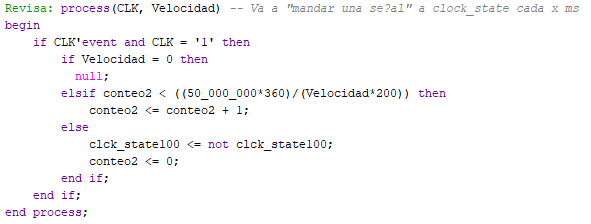 Revisa: process(CLK, Velocidad) -- Va a "mandar una se?al" a clock_state cada x ms
begin
    if CLK'event and CLK = '1' then
        if Velocidad = 0 then
          null;
        elsif conteo2 < ((50_000_000*360)/(Velocidad*200)) then
            conteo2 <= conteo2 + 1;
        else
            clck_state100 <= not clck_state100;
            conteo2 <= 0;
        end if;
    end if;
end process;